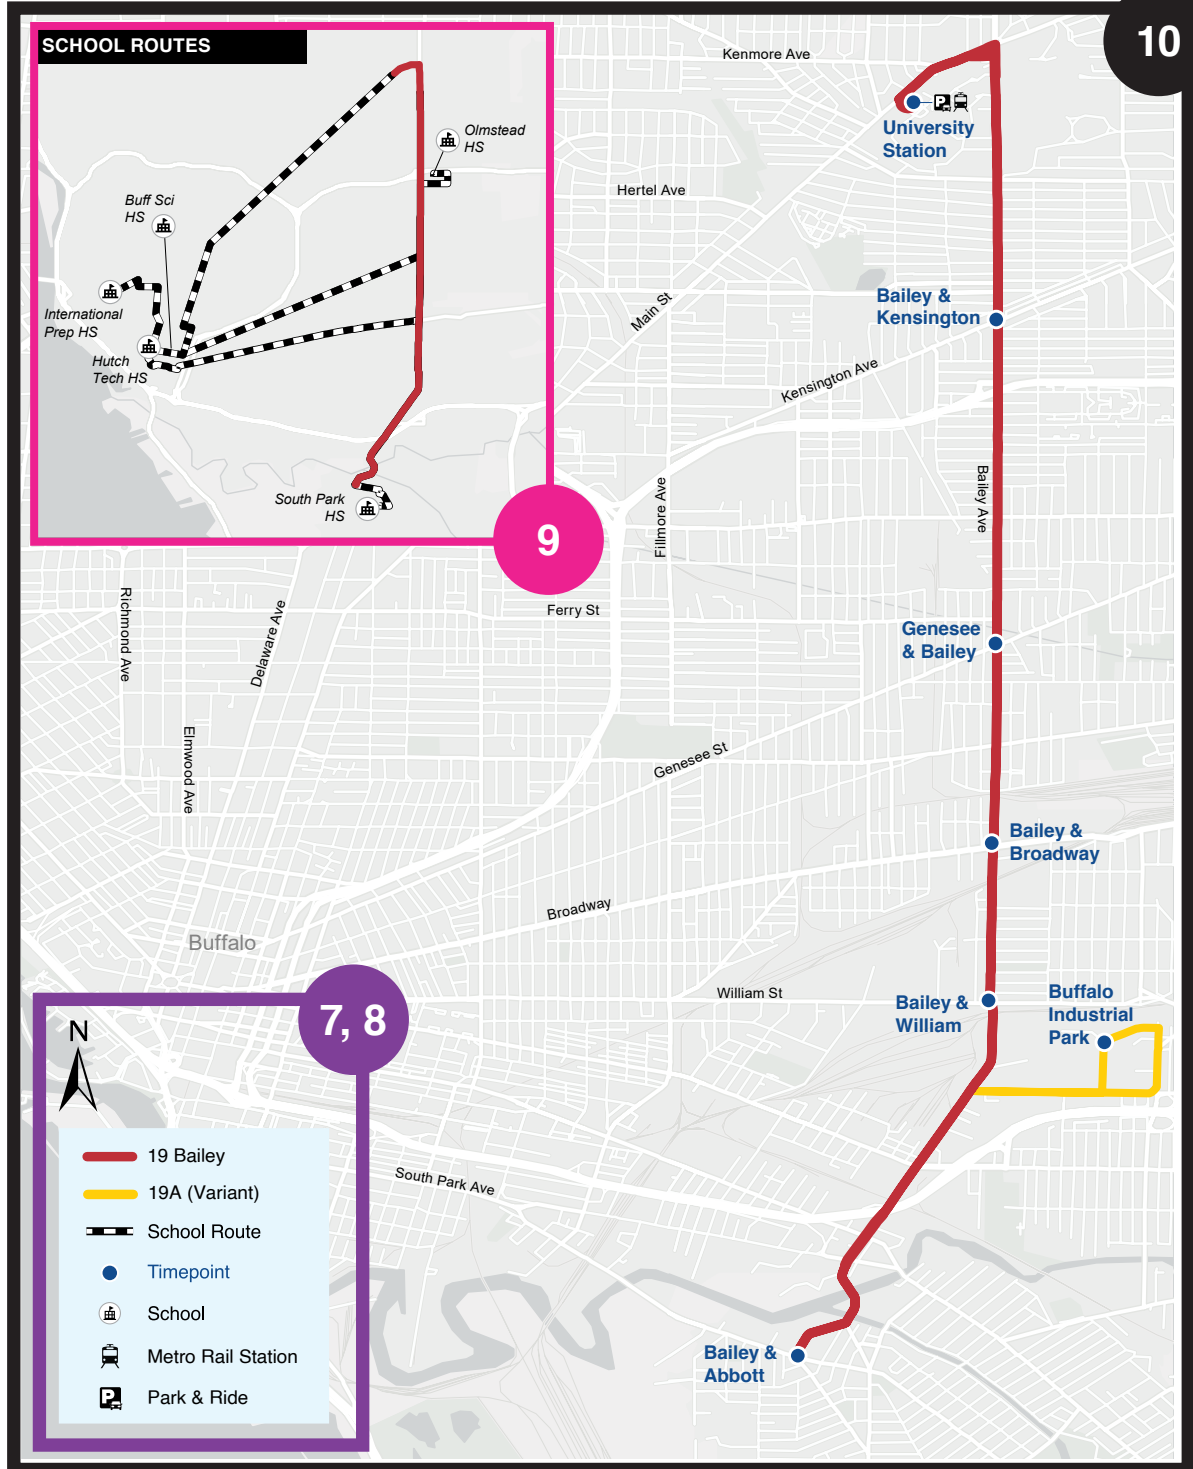 10
SCHOOL ROUTES
Olmstead
HS
Buff Sci
HS
International
Prep HS
Hutch
Tech HS
South Park
HS
9
Kenmore Ave
University
Station
Hertel Ave
Bailey &
Kensington
Main St
Kensington Ave
Bailey Ave
Fillmore Ave
Ferry St
Richmond Ave
Delaware Ave
Elmwood Ave
Genesee
& Bailey
Genesee St
Bailey &
Broadway
Broadway
Buffalo
William St
Bailey &
William
Buffalo
Industrial
Park
South Park Ave
Bailey &
Abbott
7, 8
N
19 Bailey
19A (Variant)
School Route
Timepoint
School
Metro Rail Station
P
Park & Ride